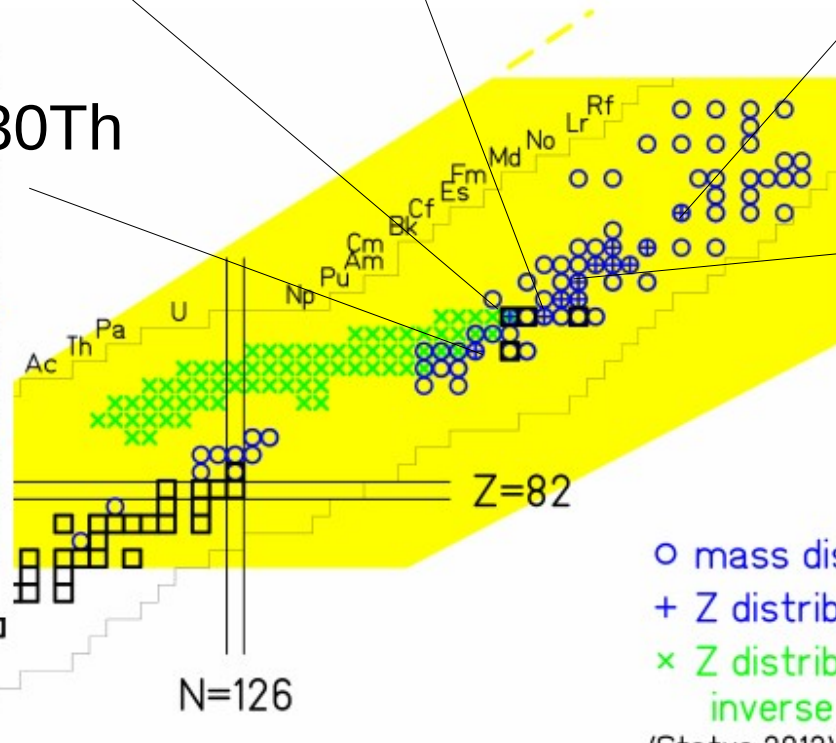 30Th
Rf
Lr
No
Md
Fm
Es
Cf
Bk
Cm
Am
Pu
Np
U
Pa
Th
Ac
Z=82
mass dis
Z distrib
Z distrib
inverse
N=126